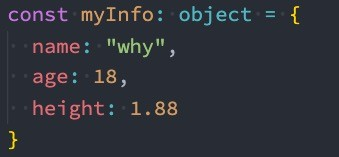 const myInfo: object = {
  name: "why",
  age: 18,
  height: 1.88
}